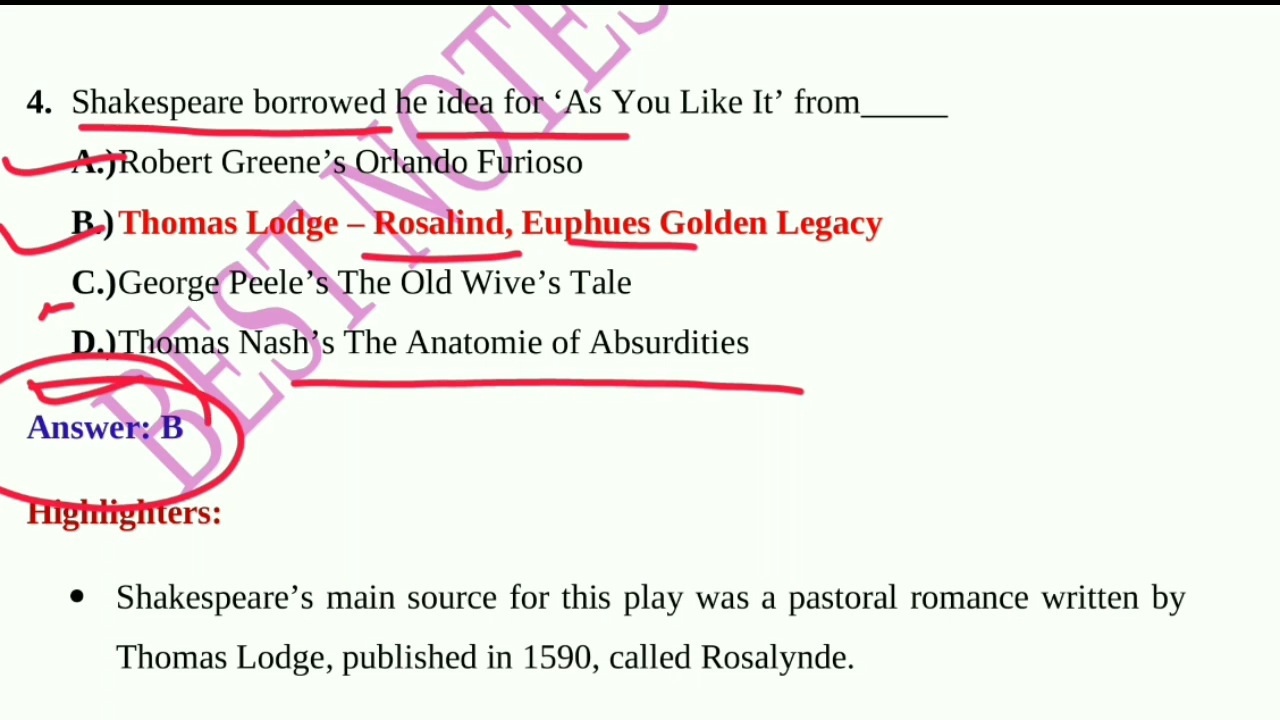 4. Shakespeare borrowed he idea for ‘As You Like It’ from_____
A.)Robert Greene’s Orlando Furioso
B.)Thomas Lodge – Rosalind, Euphues Golden Legacy
C.)George Peele’s The Old Wive’s Tale
D.)Thomas Nash’s The Anatomie of Absurdities
Answer: B
Highlighters:
• Shakespeare’s main source for this play was a pastoral romance written by
Thomas Lodge, published in 1590, called Rosalynde.
BEST NOTES